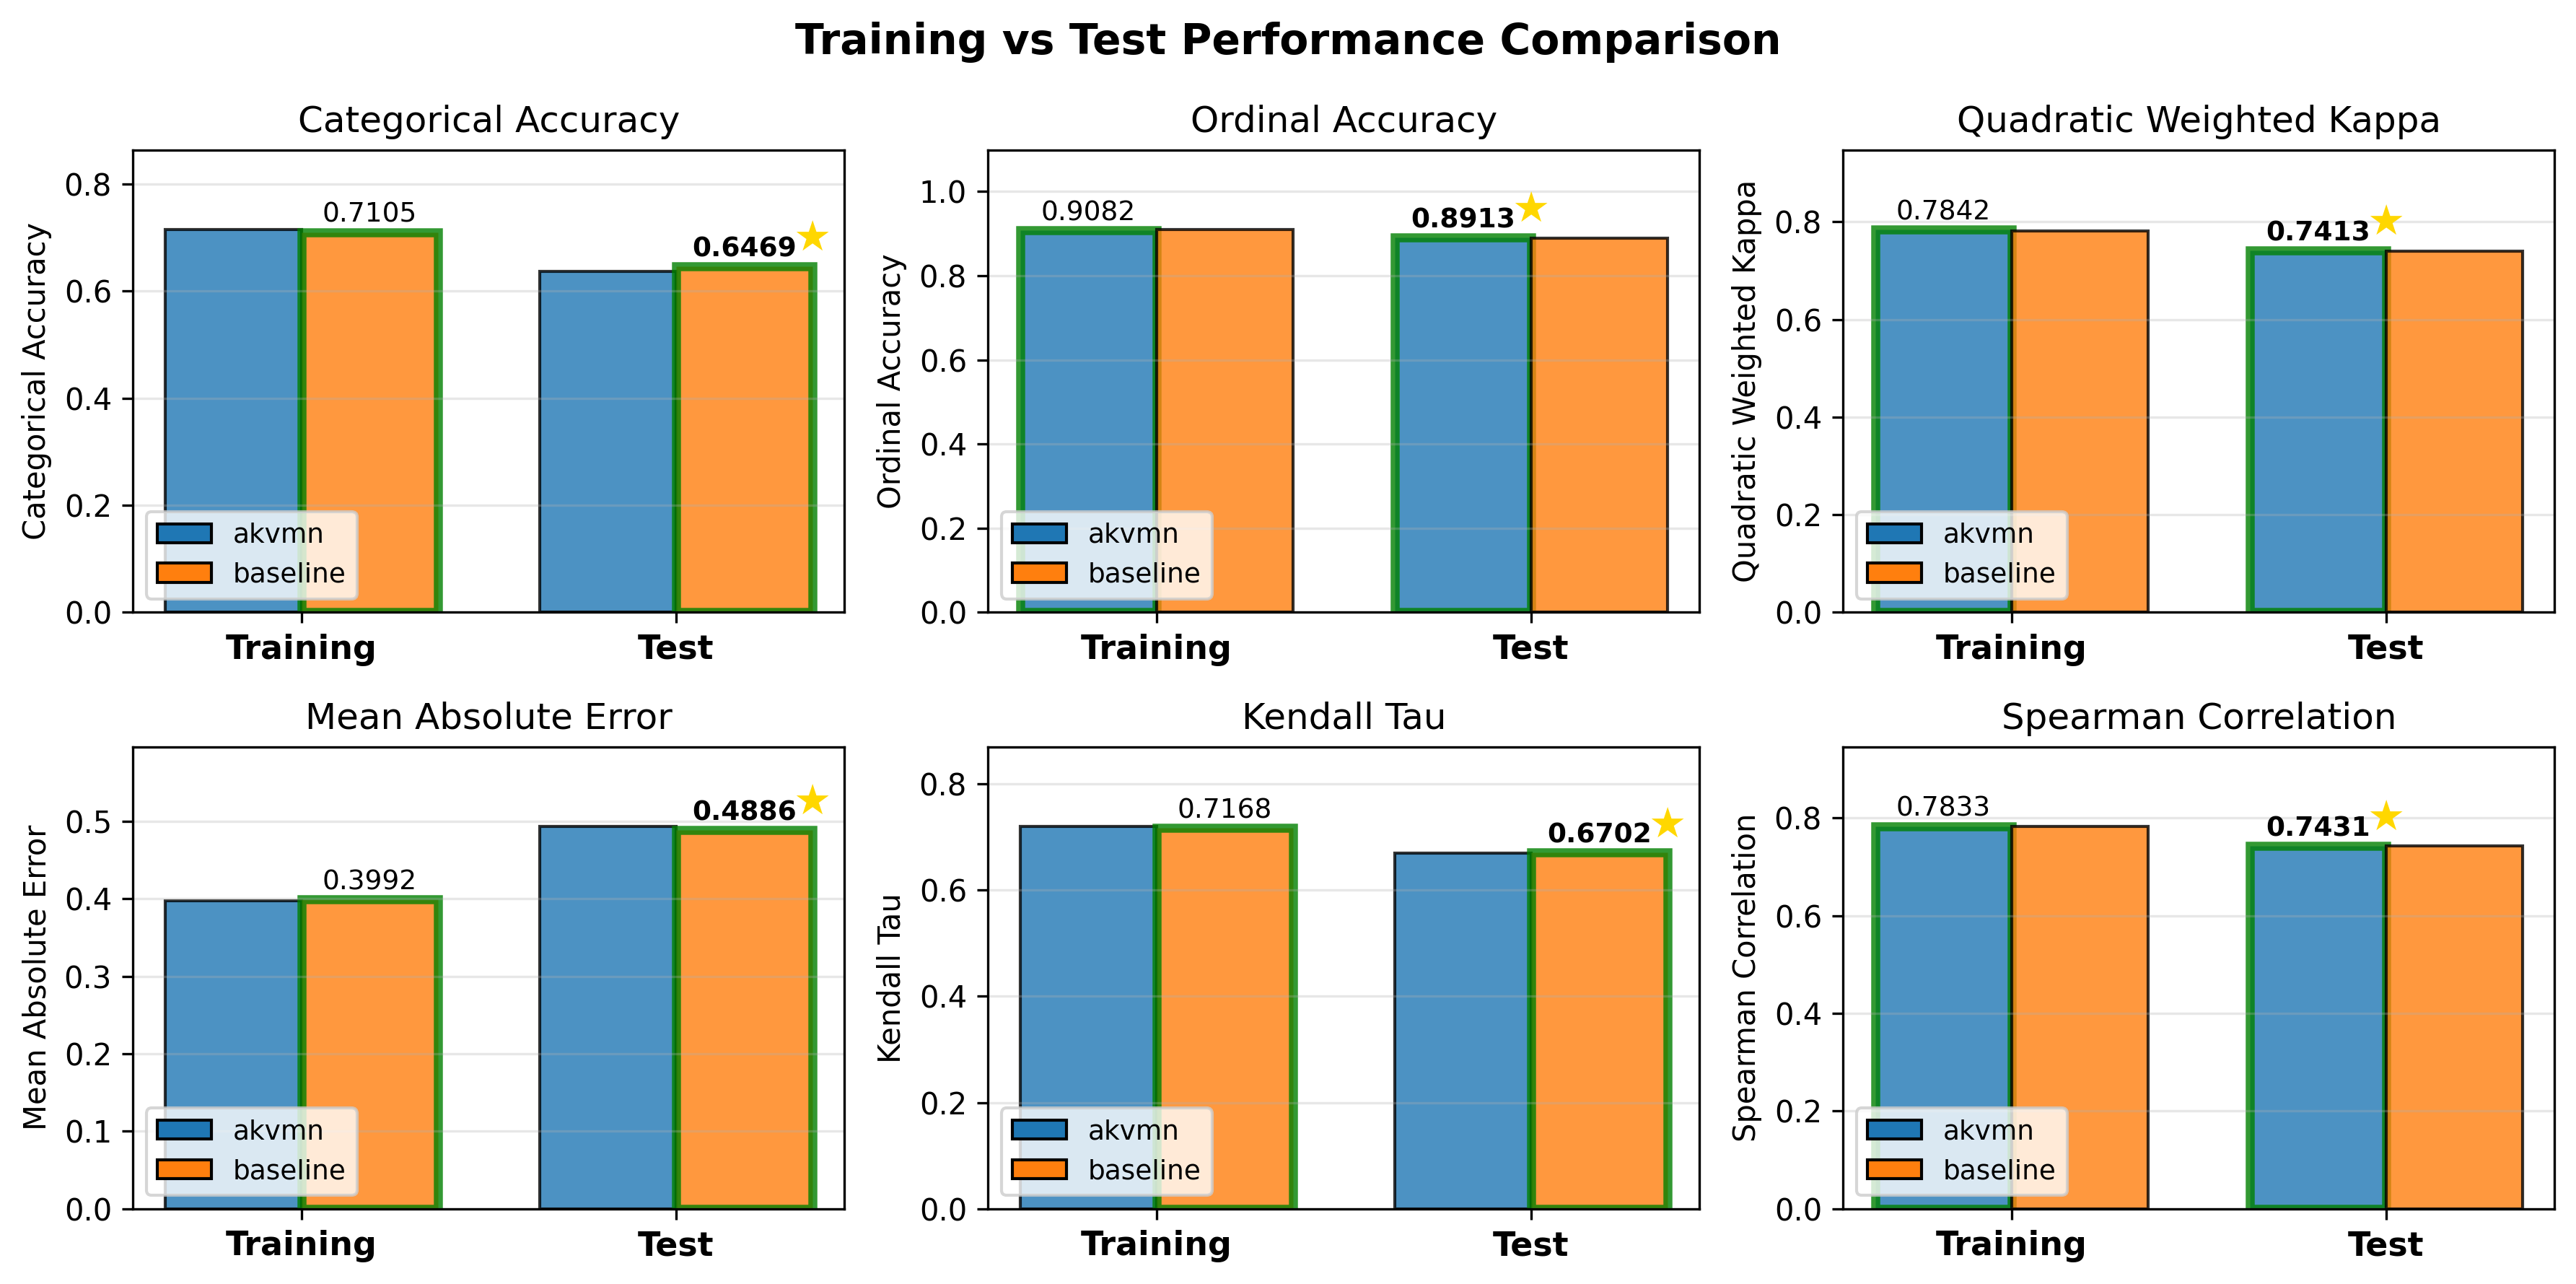 Training vs Test Performance Comparison
Categorical Accuracy
Categorical Accuracy
0.8
0.6
0.4
0.2
0.0
0.7105
0.6469
akvmn
baseline
Training
Test
Ordinal Accuracy
Ordinal Accuracy
1.0
0.8
0.6
0.4
0.2
0.0
0.9082
0.8913
akvmn
baseline
Training
Test
Quadratic Weighted Kappa
Quadratic Weighted Kappa
0.8
0.6
0.4
0.2
0.0
0.7842
0.7413
akvmn
baseline
Training
Test
Mean Absolute Error
Mean Absolute Error
0.5
0.4
0.3
0.2
0.1
0.0
0.3992
0.4886
akvmn
baseline
Training
Test
Kendall Tau
Kendall Tau
0.8
0.6
0.4
0.2
0.0
0.7168
0.6702
akvmn
baseline
Training
Test
Spearman Correlation
Spearman Correlation
0.8
0.6
0.4
0.2
0.0
0.7833
0.7431
akvmn
baseline
Training
Test